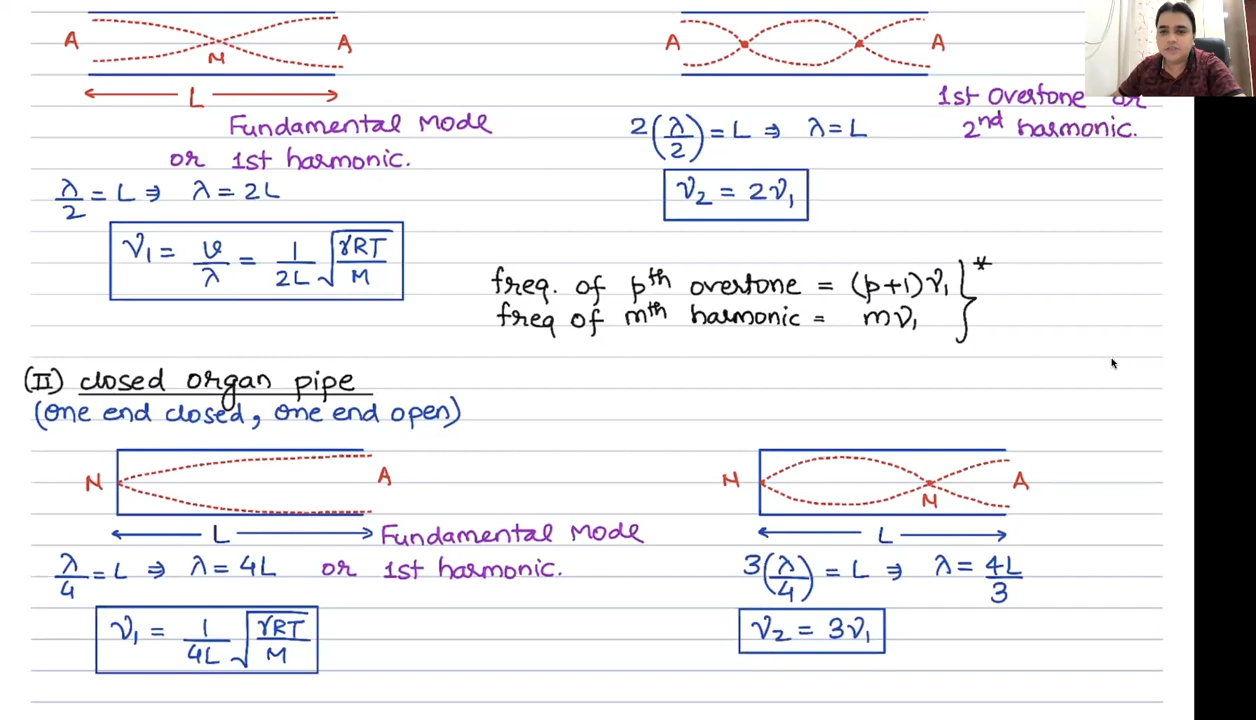 A N A
A A
L
1st Overtone or
Fundamental Mode
2nd harmonic.
or 1st harmonic.
2(λ/2) = L ⇒ λ = L
λ/2 = L ⇒ λ = 2L
ν₂ = 2ν₁
ν₁ = v/λ = 1/2L √(γRT/M)
freq. of pth overtone = (p+1)ν₁ } *
freq of mth harmonic = mν₁
(II) closed organ pipe
(One end closed, One end open)
N A
N N A
L
L
Fundamental Mode
λ/4 = L ⇒ λ = 4L or 1st harmonic.
3(λ/4) = L ⇒ λ = 4L/3
ν₁ = 1/4L √(γRT/M)
ν₂ = 3ν₁